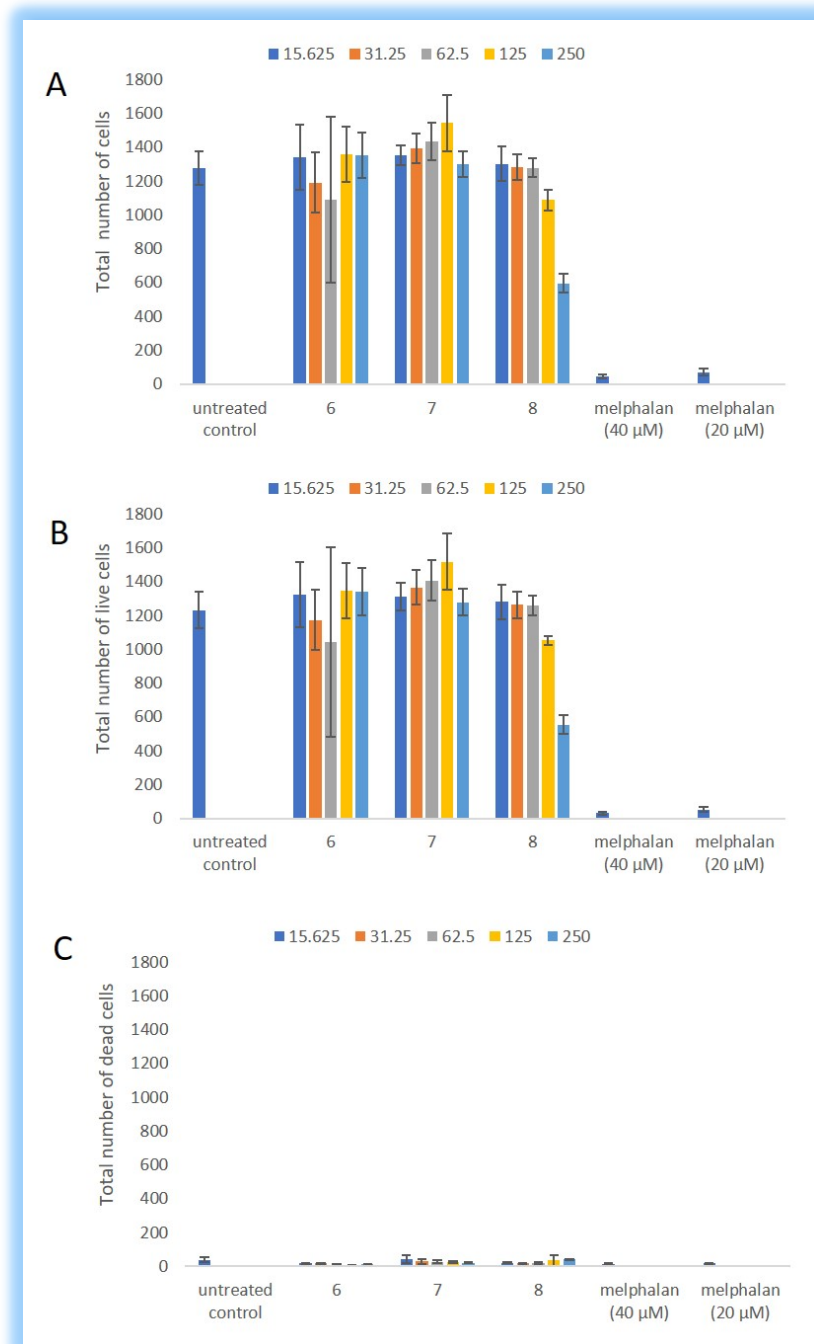 A
15.625 31.25 62.5 125 250
Total number of cells
1800
1600
1400
1200
1000
800
600
400
200
0
untreated control
6
7
8
melphalan (40 µM)
melphalan (20 µM)
B
15.625 31.25 62.5 125 250
Total number of live cells
1800
1600
1400
1200
1000
800
600
400
200
0
untreated control
6
7
8
melphalan (40 µM)
melphalan (20 µM)
C
15.625 31.25 62.5 125 250
Total number of dead cells
1800
1600
1400
1200
1000
800
600
400
200
0
untreated control
6
7
8
melphalan (40 µM)
melphalan (20 µM)